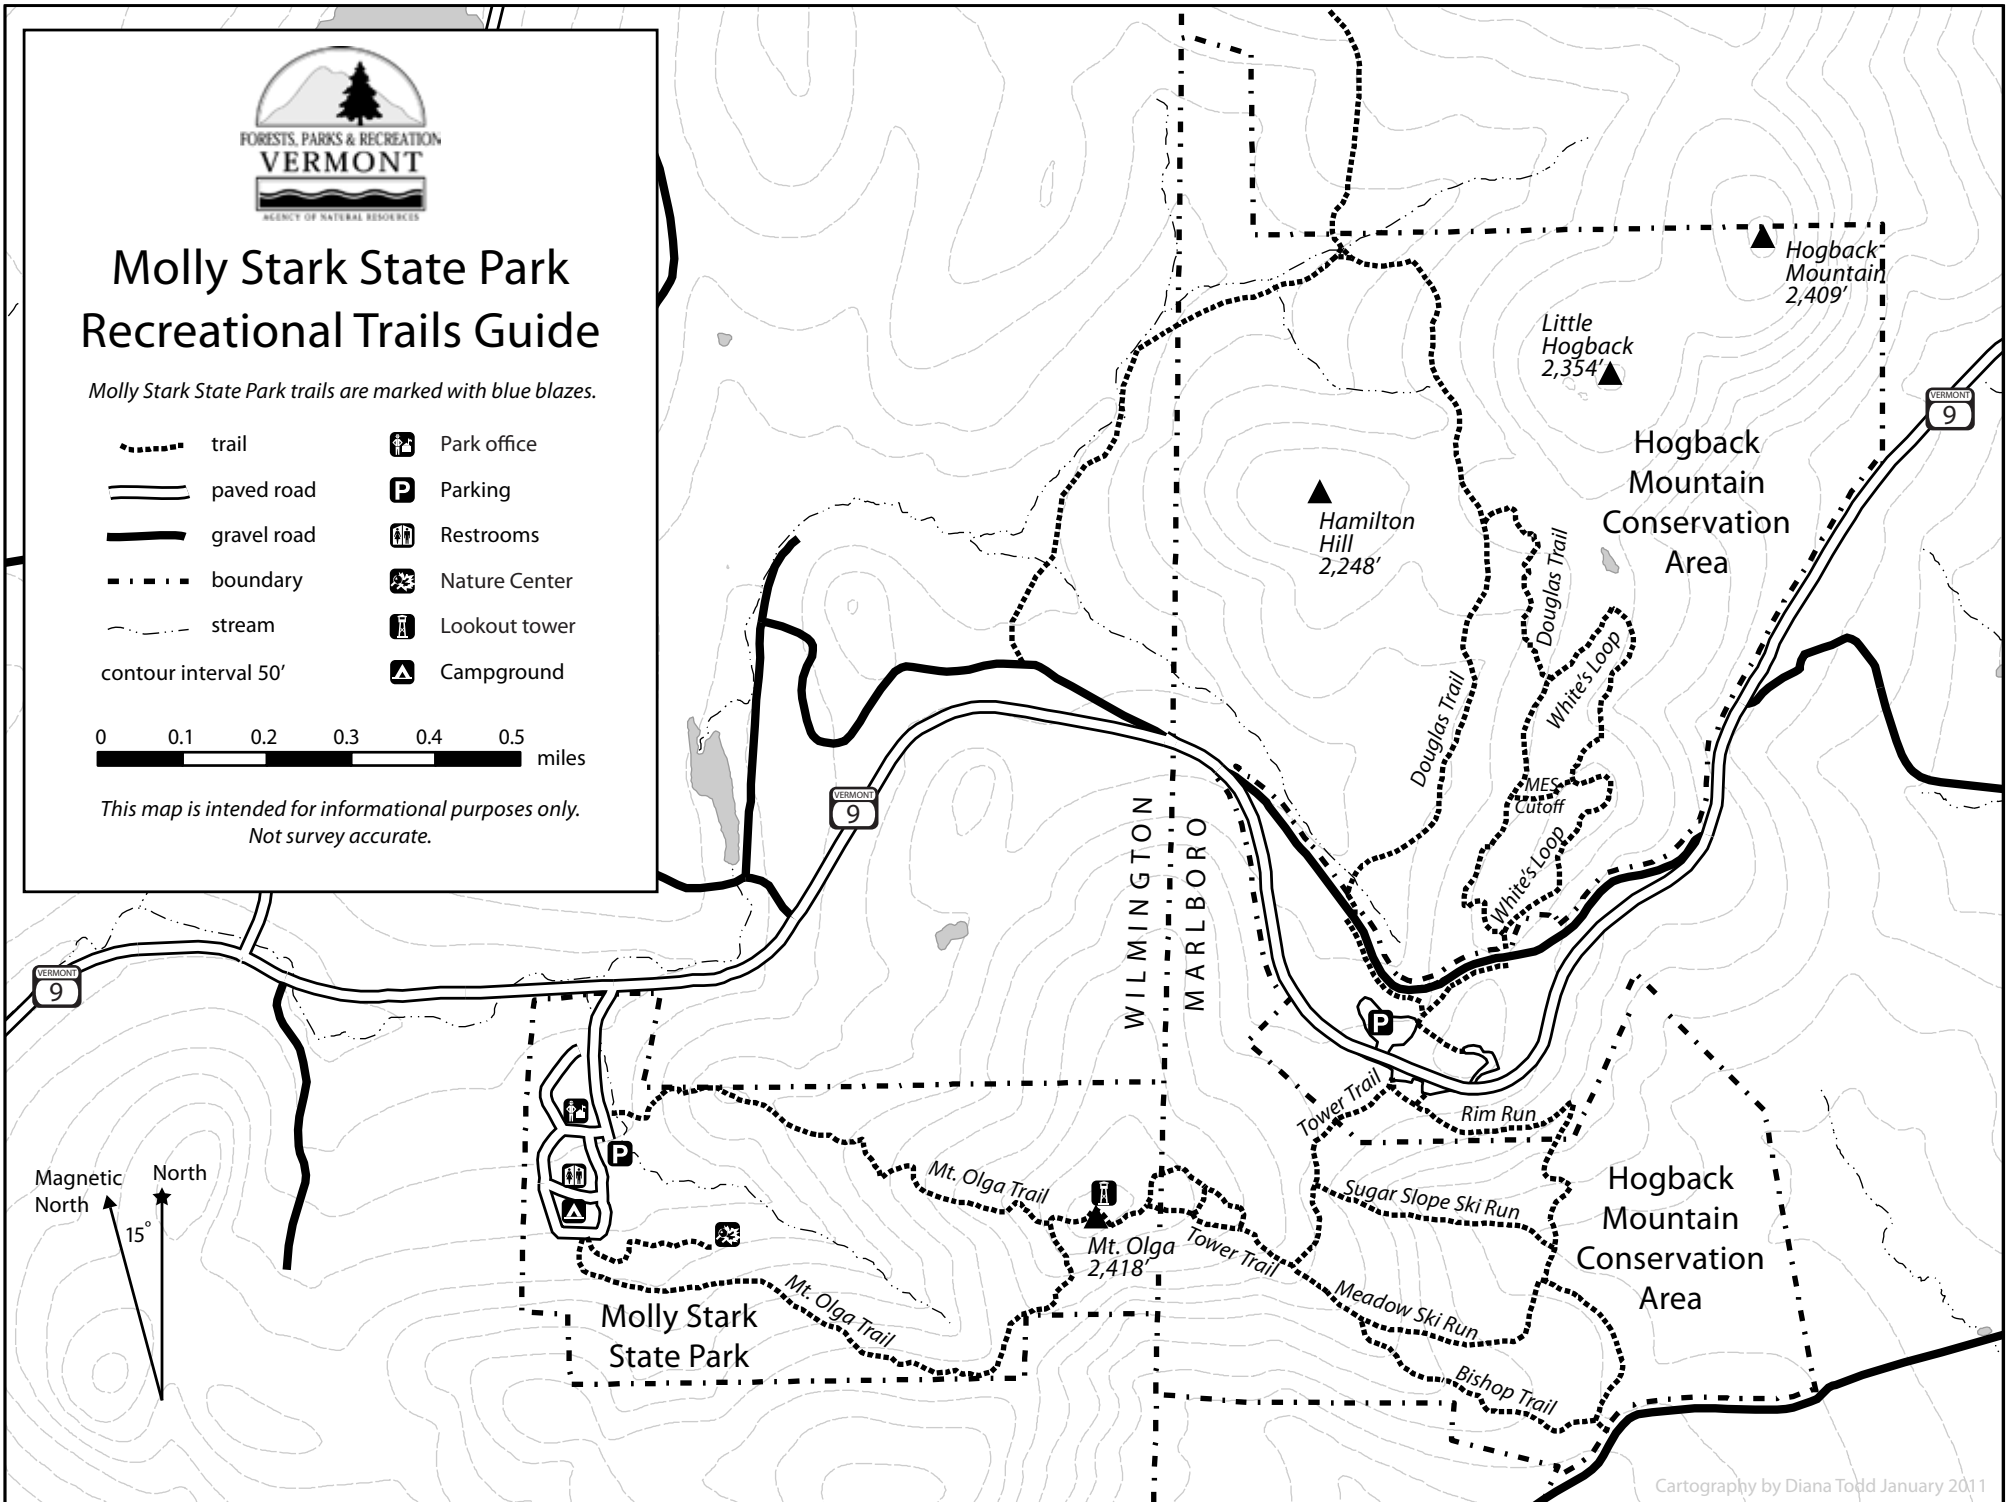 FORESTS, PARKS & RECREATION
VERMONT
AGENCY OF NATURAL RESOURCES
Molly Stark State Park
Recreational Trails Guide
Molly Stark State Park trails are marked with blue blazes.
trail
paved road
gravel road
boundary
stream
contour interval 50'
Park office
P
Parking
Restrooms
Nature Center
Lookout tower
Campground
0 0.1 0.2 0.3 0.4 0.5
miles
This map is intended for informational purposes only.
Not survey accurate.
Hogback
Mountain
2,409'
Little
Hogback
2,354'
VERMONT
9
Hogback
Mountain
Conservation
Area
Hamilton
Hill
2,248'
Douglas Trail
White's Loop
Douglas Trail
MES
Cutoff
White's Loop
VERMONT
9
WILMINGTON
MARLBORO
VERMONT
9
P
Tower Trail
Rim Run
P
Mt. Olga Trail
Sugar Slope Ski Run
Hogback
Mountain
Conservation
Area
Mt. Olga
2,418'
Tower Trail
Meadow Ski Run
Mt. Olga Trail
Molly Stark
State Park
Bishop Trail
Magnetic
North
North
15°
Cartography by Diana Todd January 2011